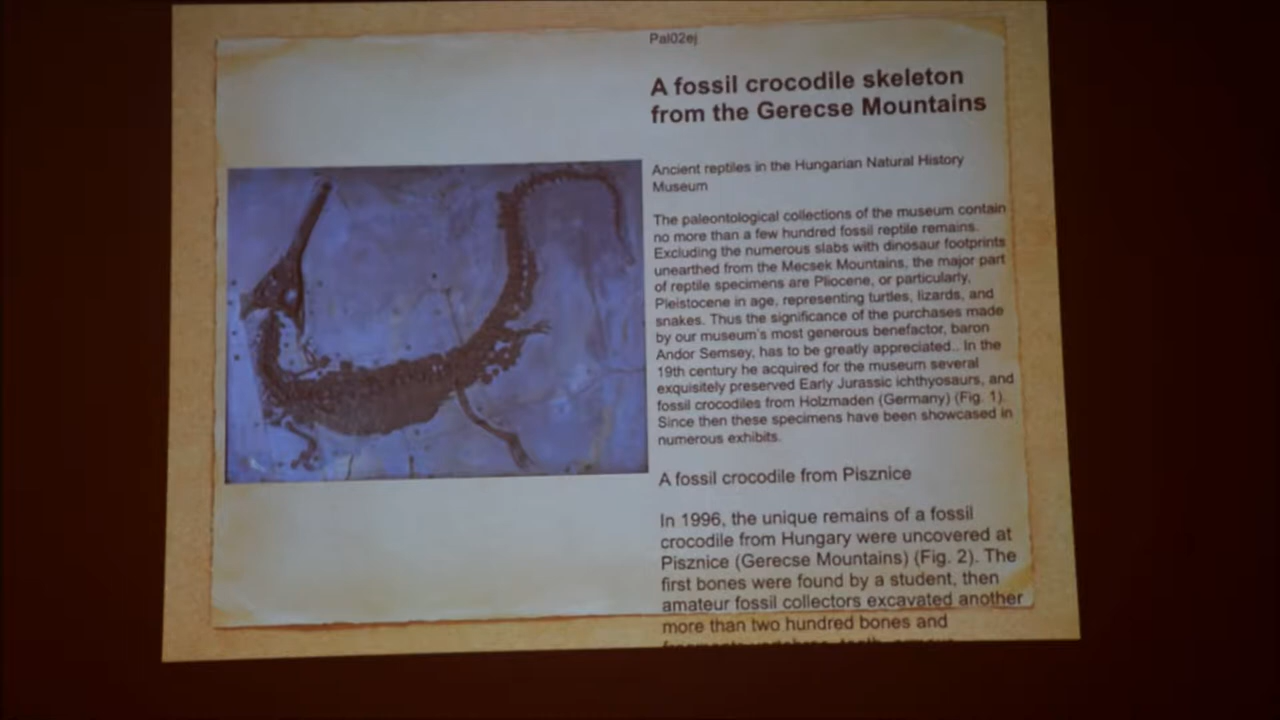 Pal02ej
A fossil crocodile skeleton
from the Gerecse Mountains
Ancient reptiles in the Hungarian Natural History
Museum
The paleontological collections of the museum contain
no more than a few hundred fossil reptile remains.
Excluding the numerous slabs with dinosaur footprints
unearthed from the Mecsek Mountains, the major part
of reptile specimens are Pliocene, or particularly,
Pleistocene in age, representing turtles, lizards, and
snakes. Thus the significance of the purchases made
by our museum's most generous benefactor, baron
Andor Semsey, has to be greatly appreciated.. In the
19th century he acquired for the museum several
exquisitely preserved Early Jurassic ichthyosaurs, and
fossil crocodiles from Holzmaden (Germany) (Fig. 1).
Since then these specimens have been showcased in
numerous exhibits.
A fossil crocodile from Pisznice
In 1996, the unique remains of a fossil
crocodile from Hungary were uncovered at
Pisznice (Gerecse Mountains) (Fig. 2). The
first bones were found by a student, then
amateur fossil collectors excavated another
more than two hundred bones and